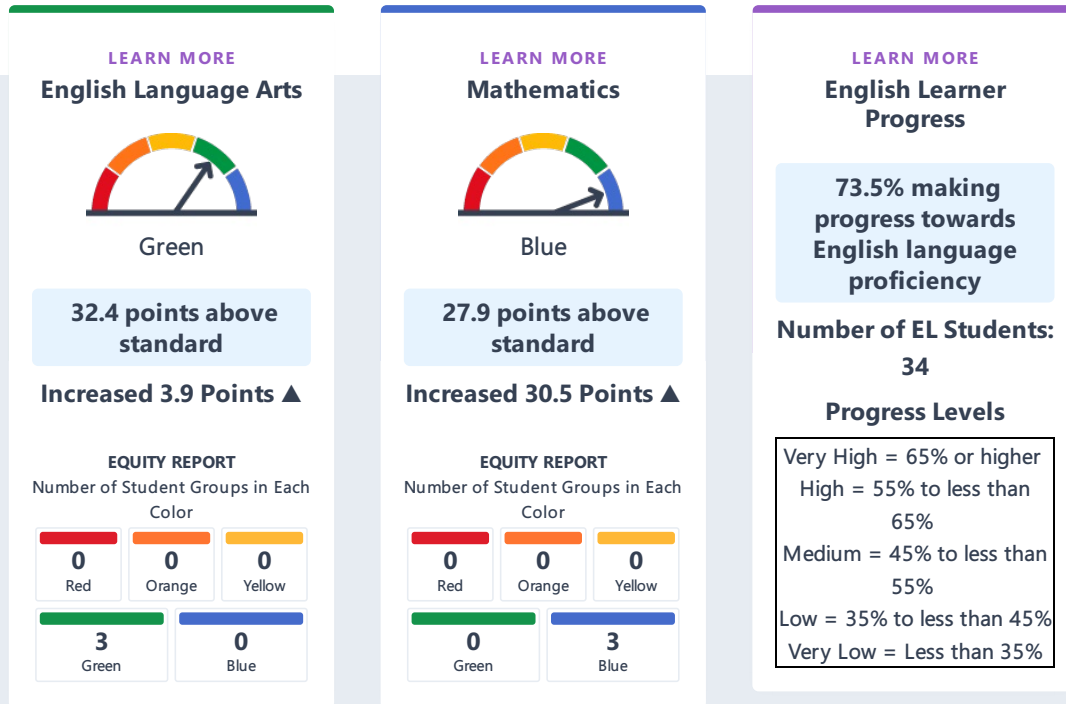 LEARN MORE
English Language Arts
Green
32.4 points above
standard
Increased 3.9 Points ▲
EQUITY REPORT
Number of Student Groups in Each
Color
0
Red
0
Orange
0
Yellow
3
Green
0
Blue
LEARN MORE
Mathematics
Blue
27.9 points above
standard
Increased 30.5 Points ▲
EQUITY REPORT
Number of Student Groups in Each
Color
0
Red
0
Orange
0
Yellow
0
Green
3
Blue
LEARN MORE
English Learner
Progress
73.5% making
progress towards
English language
proficiency
Number of EL Students:
34
Progress Levels
Very High = 65% or higher
High = 55% to less than
65%
Medium = 45% to less than
55%
Low = 35% to less than 45%
Very Low = Less than 35%